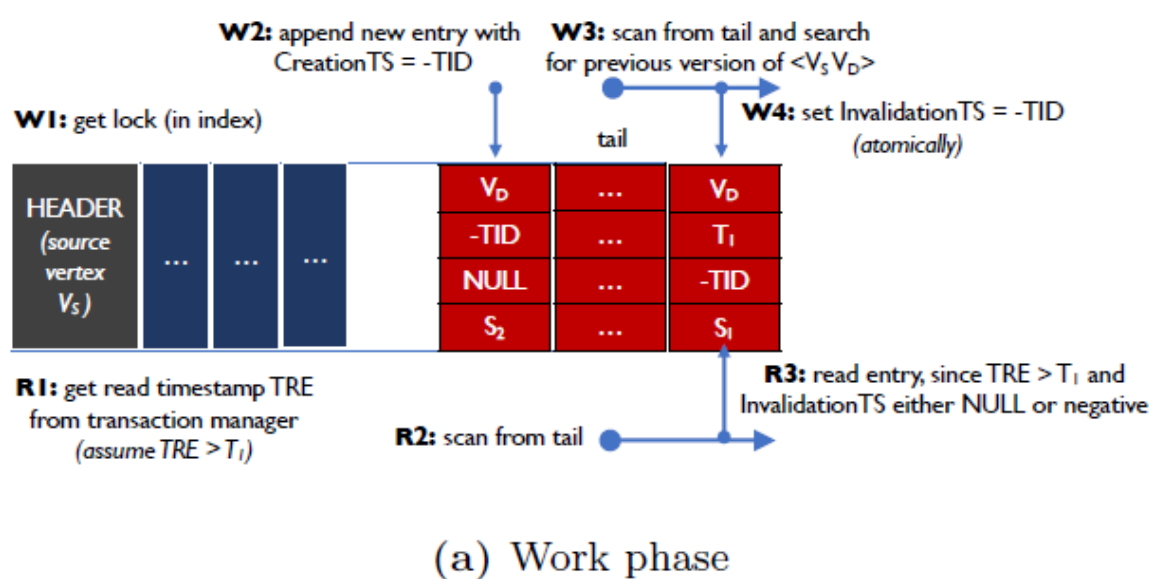 W2: append new entry with
CreationTS = -TID
W3: scan from tail and search
for previous version of <VS VD>
W1: get lock (in index)
W4: set InvalidationTS = -TID
(atomically)
tail
HEADER
(source
vertex
VS )
...
...
...
VD
...
VD
-TID
...
T1
NULL
...
-TID
S2
...
S1
R1: get read timestamp TRE
from transaction manager
(assume TRE > T1)
R3: read entry, since TRE > T1 and
InvalidationTS either NULL or negative
R2: scan from tail
(a) Work phase